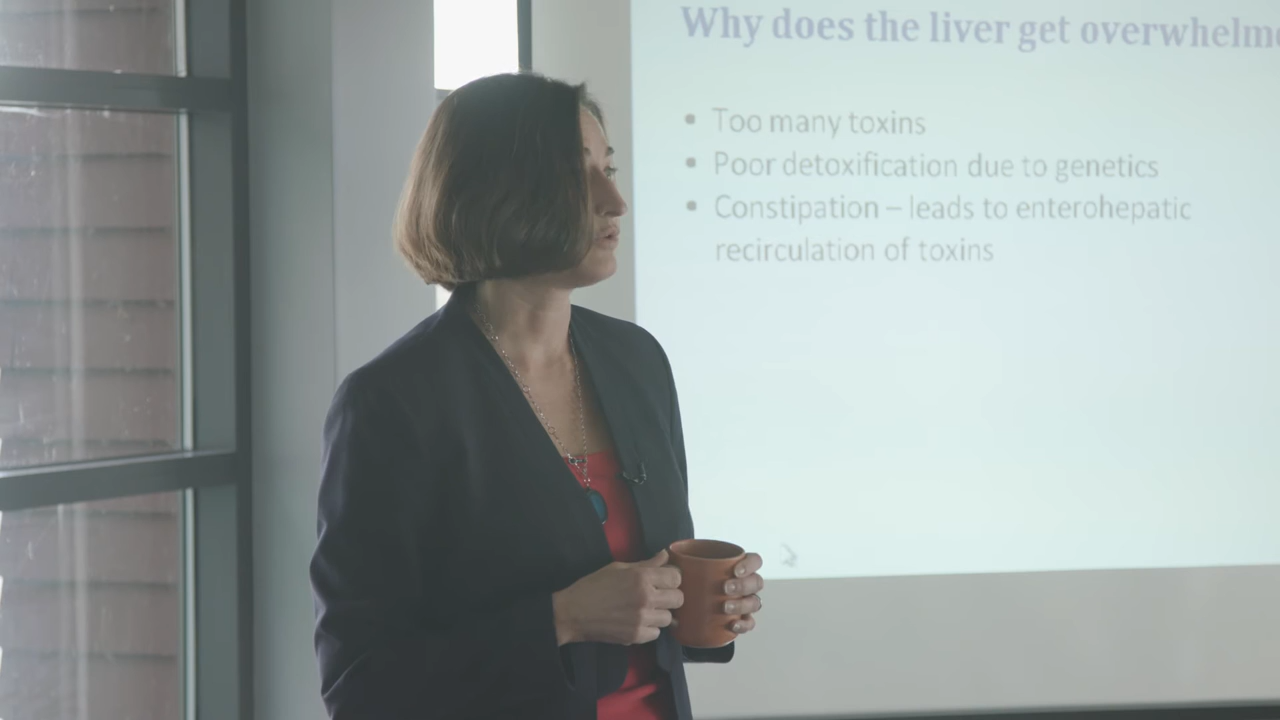 Why does the liver get overwhelm
• Too many toxins
• Poor detoxification due to genetics
• Constipation – leads to enterohepatic
recirculation of toxins